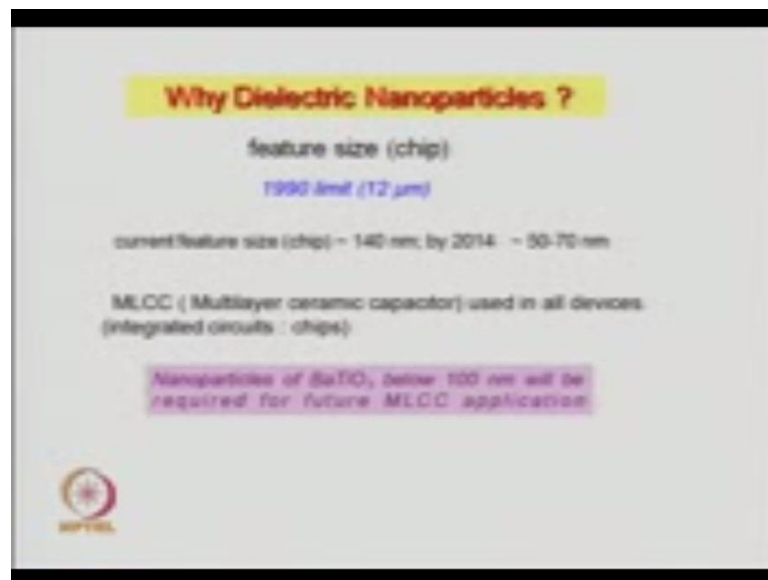 Why Dielectric Nanoparticles ?
feature size (chip)
1990 limit (12 μm)
current feature size (chip) ~ 140 nm; by 2014 ~ 50-70 nm
MLCC ( Multilayer ceramic capacitor) used in all devices
(integrated circuits : chips)
Nanoparticles of BaTiO₃ below 100 nm will be
required for future MLCC application
NPTEL